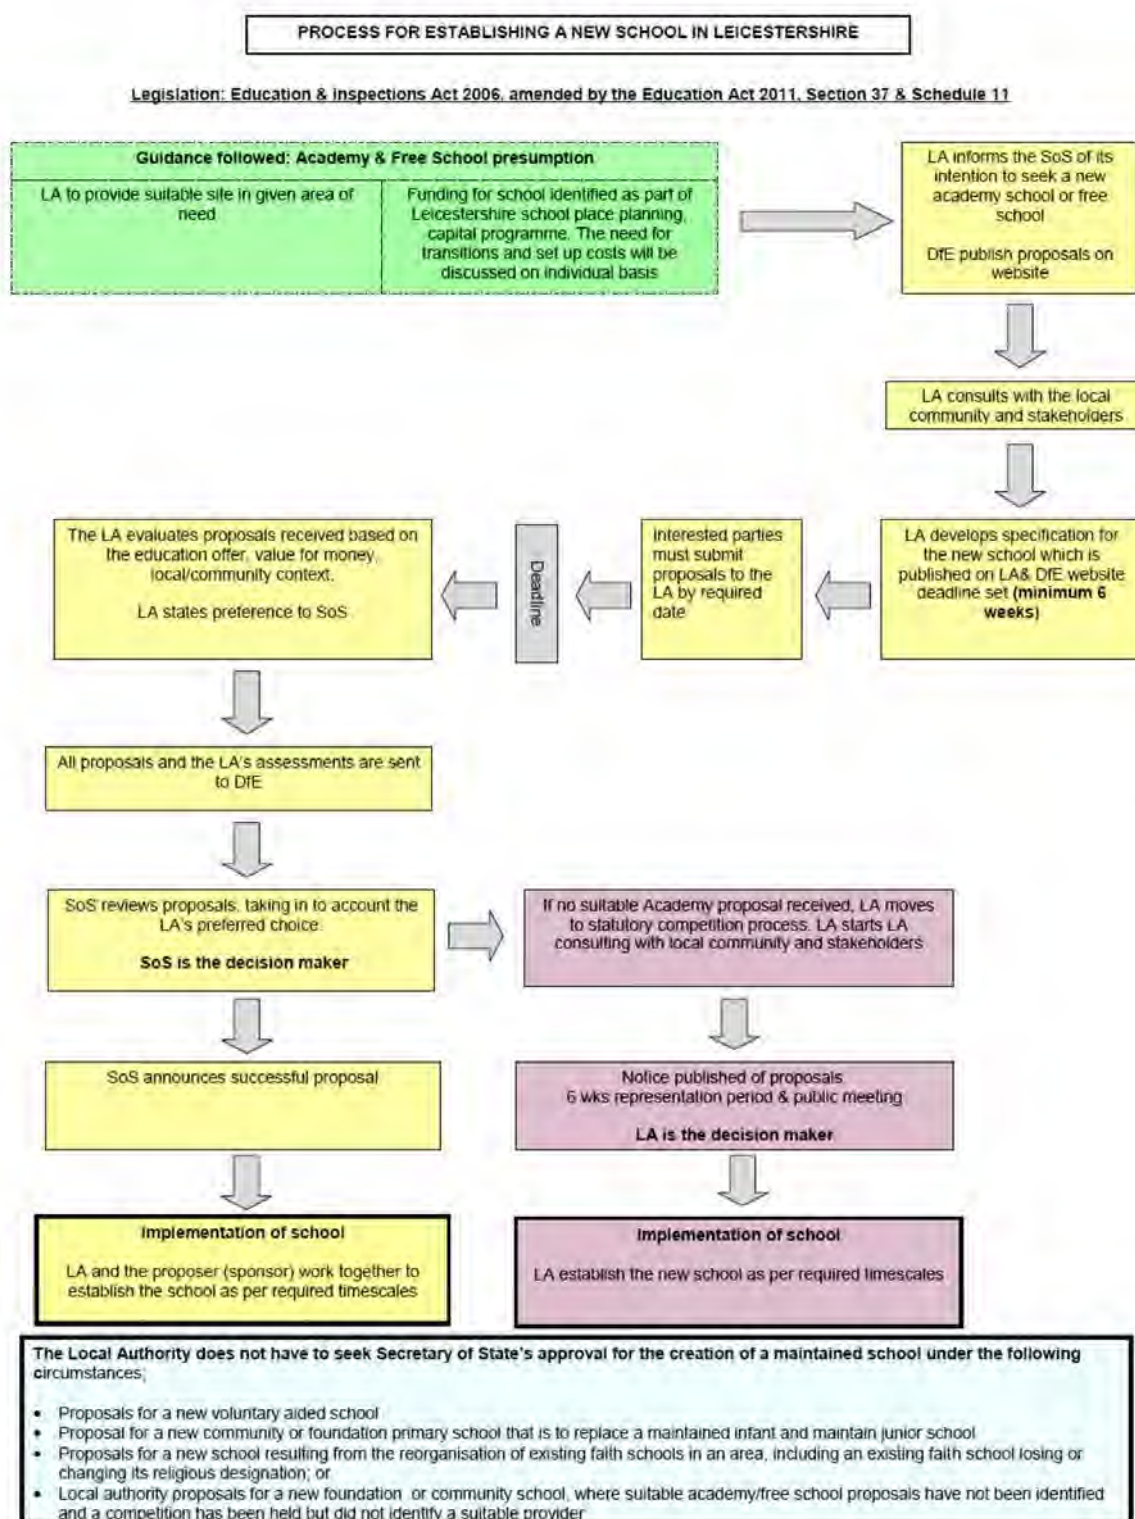 PROCESS FOR ESTABLISHING A NEW SCHOOL IN LEICESTERSHIRE
Legislation: Education & Inspections Act 2006, amended by the Education Act 2011, Section 37 & Schedule 11
Guidance followed: Academy & Free School presumption
LA to provide suitable site in given area of
need
Funding for school identified as part of
Leicestershire school place planning,
capital programme. The need for
transitions and set up costs will be
discussed on individual basis
LA informs the SoS of its
intention to seek a new
academy school or free
school
DfE publish proposals on
website
LA consults with the local
community and stakeholders
LA develops specification for
the new school which is
published on LA& DfE website
deadline set (minimum 6
weeks)
Interested parties
must submit
proposals to the
LA by required
date
Deadline
The LA evaluates proposals received based on
the education offer, value for money,
local/community context.
LA states preference to SoS
All proposals and the LA's assessments are sent
to DfE
SoS reviews proposals, taking in to account the
LA's preferred choice.
SoS is the decision maker
If no suitable Academy proposal received, LA moves
to statutory competition process. LA starts LA
consulting with local community and stakeholders
SoS announces successful proposal
Notice published of proposals
6 wks representation period & public meeting
LA is the decision maker
Implementation of school
LA and the proposer (sponsor) work together to
establish the school as per required timescales
Implementation of school
LA establish the new school as per required timescales
The Local Authority does not have to seek Secretary of State's approval for the creation of a maintained school under the following
circumstances;
• Proposals for a new voluntary aided school
• Proposal for a new community or foundation primary school that is to replace a maintained infant and maintain junior school
• Proposals for a new school resulting from the reorganisation of existing faith schools in an area, including an existing faith school losing or
changing its religious designation; or
• Local authority proposals for a new foundation or community school, where suitable academy/free school proposals have not been identified
and a competition has been held but did not identify a suitable provider